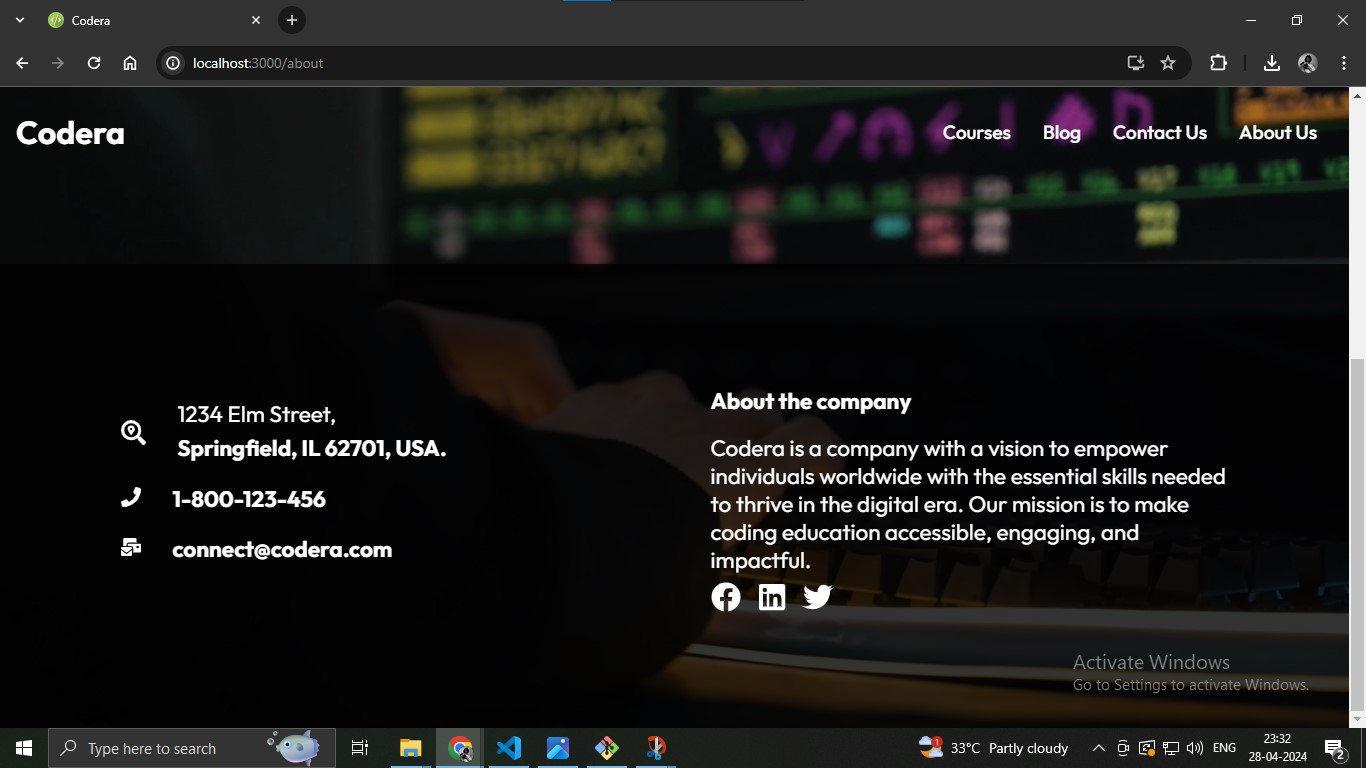 Codera
localhost:3000/about
Codera
Courses Blog Contact Us About Us
1234 Elm Street,
Springfield, IL 62701, USA.
1-800-123-456
connect@codera.com
About the company
Codera is a company with a vision to empower
individuals worldwide with the essential skills needed
to thrive in the digital era. Our mission is to make
coding education accessible, engaging, and
impactful.
Activate Windows
Go to Settings to activate Windows.
Type here to search
33°C Partly cloudy
ENG
23:32
28-04-2024
2